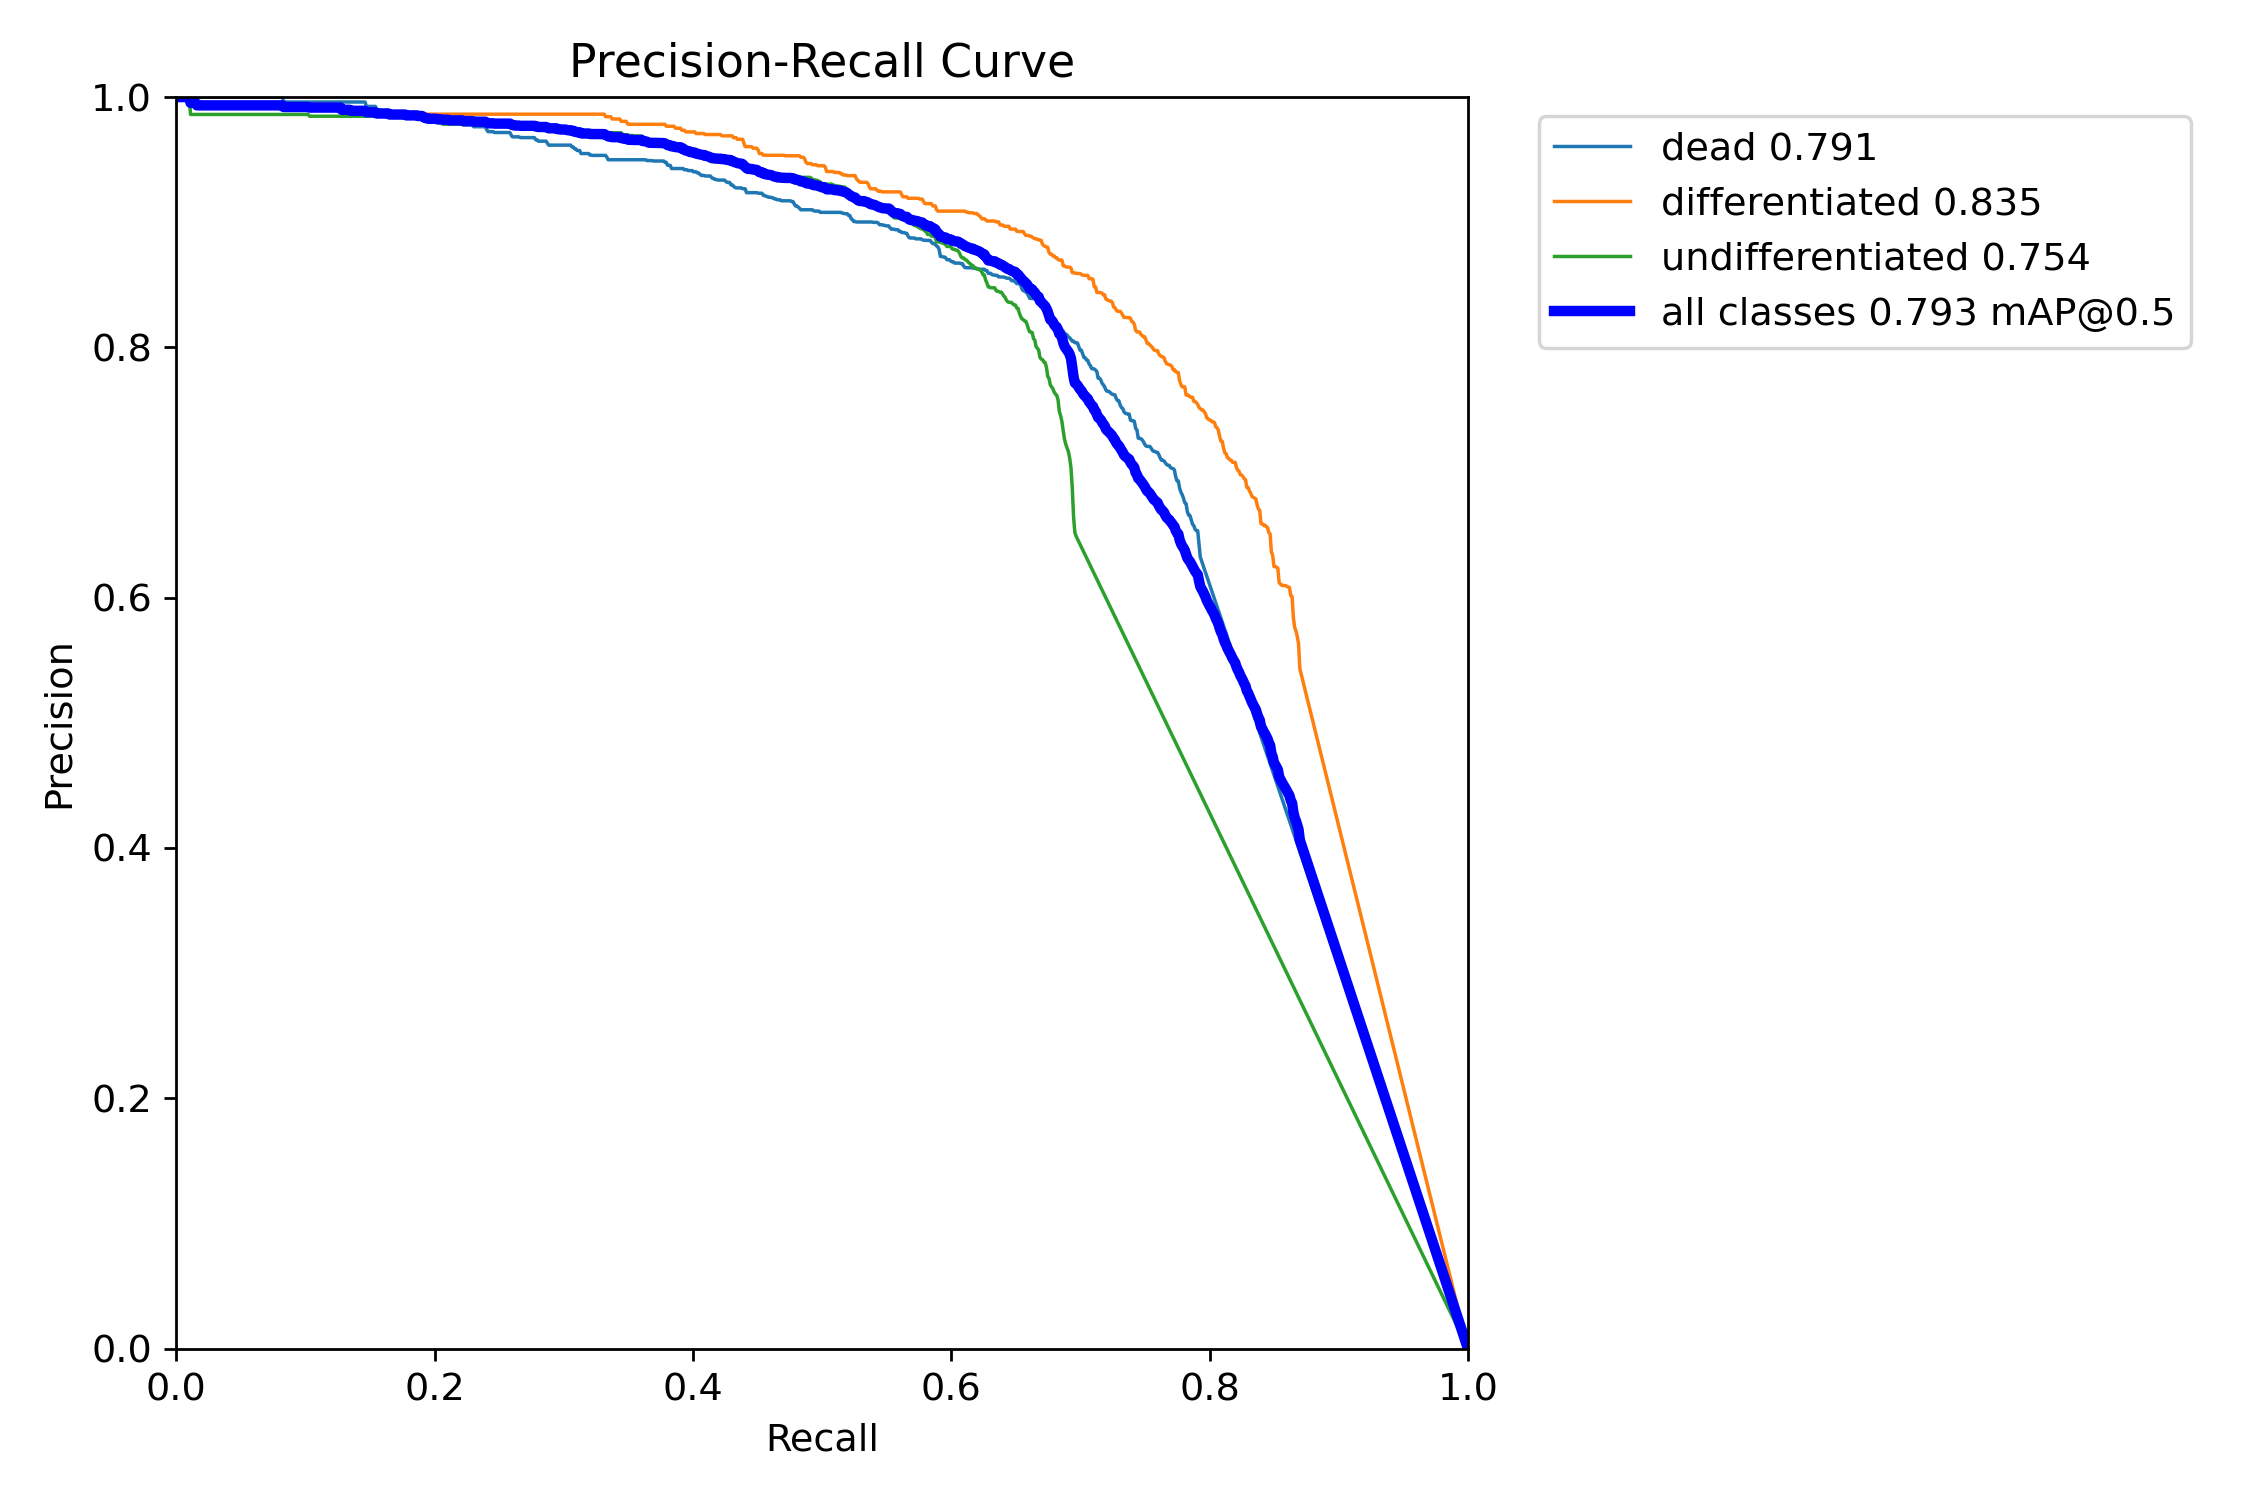 Precision-Recall Curve
1.0
0.8
0.6
0.4
0.2
0.0
Precision
0.0 0.2 0.4 0.6 0.8 1.0
Recall
dead 0.791
differentiated 0.835
undifferentiated 0.754
all classes 0.793 mAP@0.5